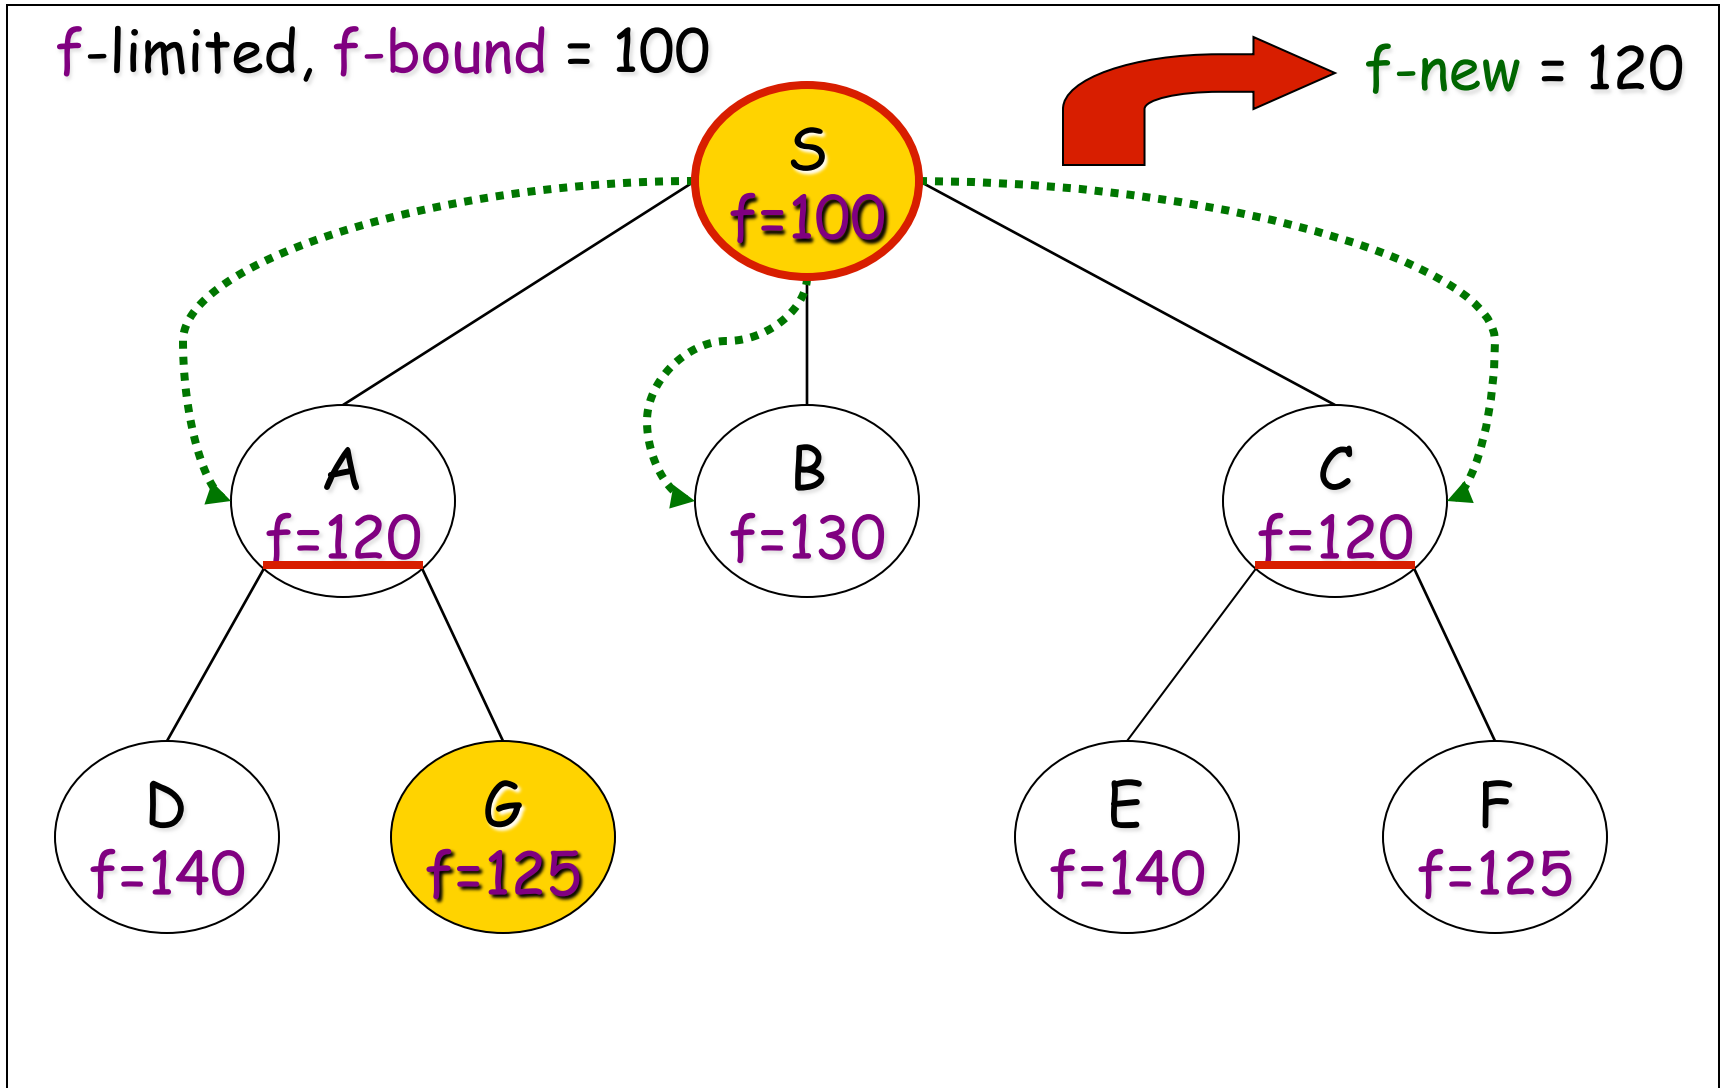 f-limited, f-bound = 100
f-new = 120
S
f=100
A
f=120
B
f=130
C
f=120
D
f=140
G
f=125
E
f=140
F
f=125